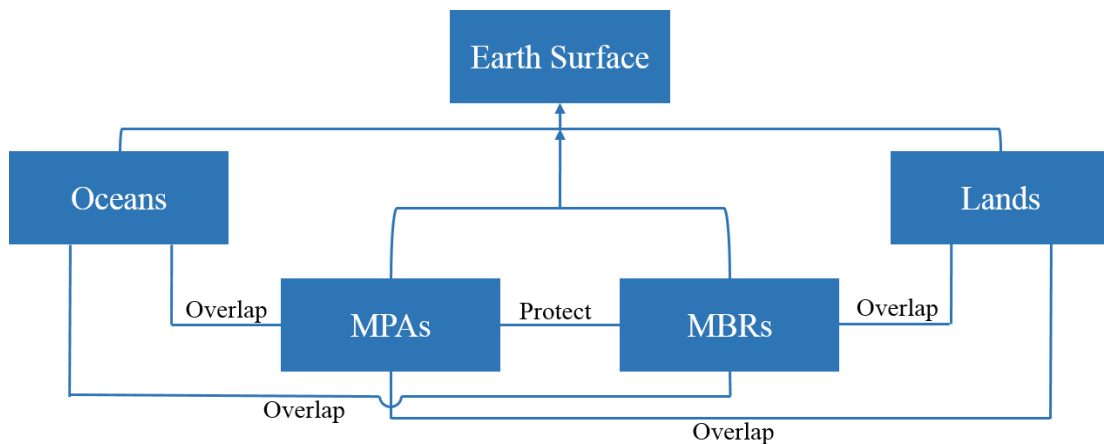 Earth Surface
Oceans
Lands
Overlap
MPAs
Protect
MBRs
Overlap
Overlap
Overlap